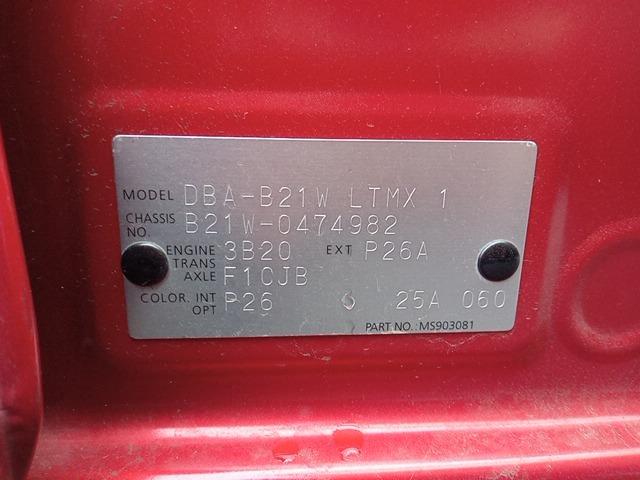 MODEL DBA-B21W LTMX 1
CHASSIS NO. B21W-0474982
ENGINE 3B20 EXT P26A
TRANS AXLE F1CJB
COLOR. INT OPT P26 6 25A 060
PART NO.: MS903081